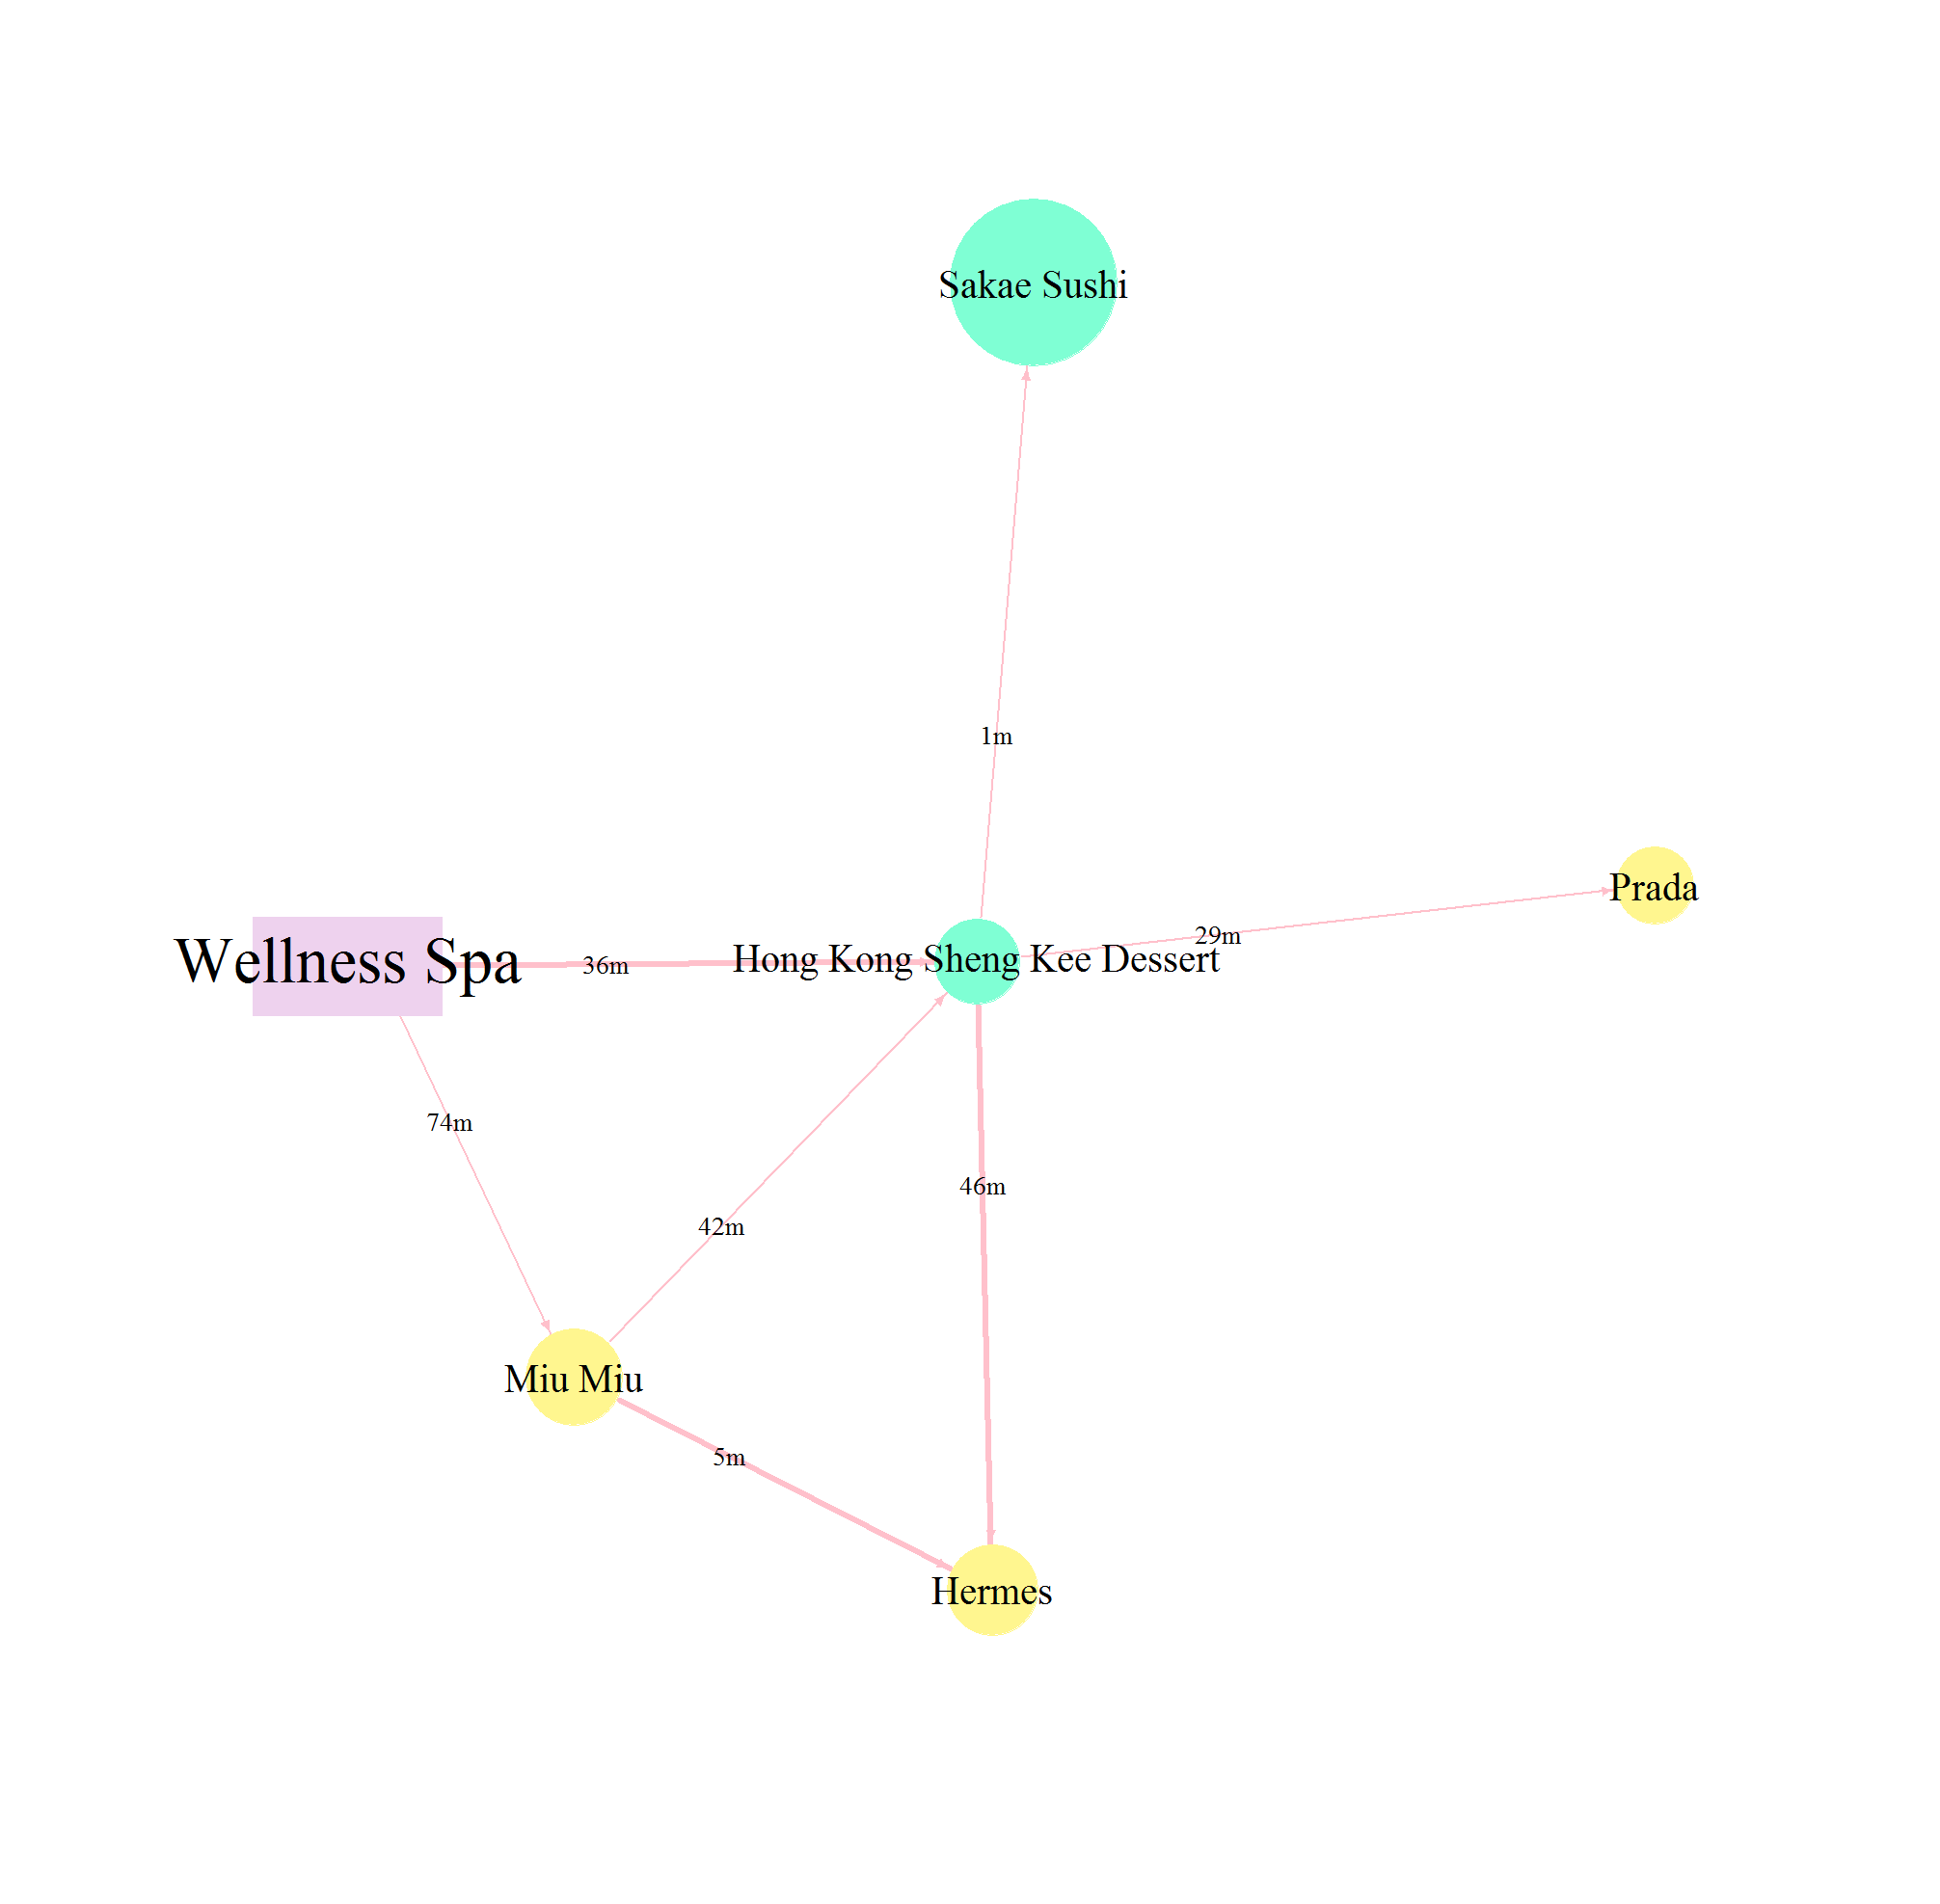 Sakae Sushi
1m
Prada
29m
Wellness Spa
36m
Hong Kong Sheng Kee Dessert
74m
46m
42m
Miu Miu
5m
Hermes